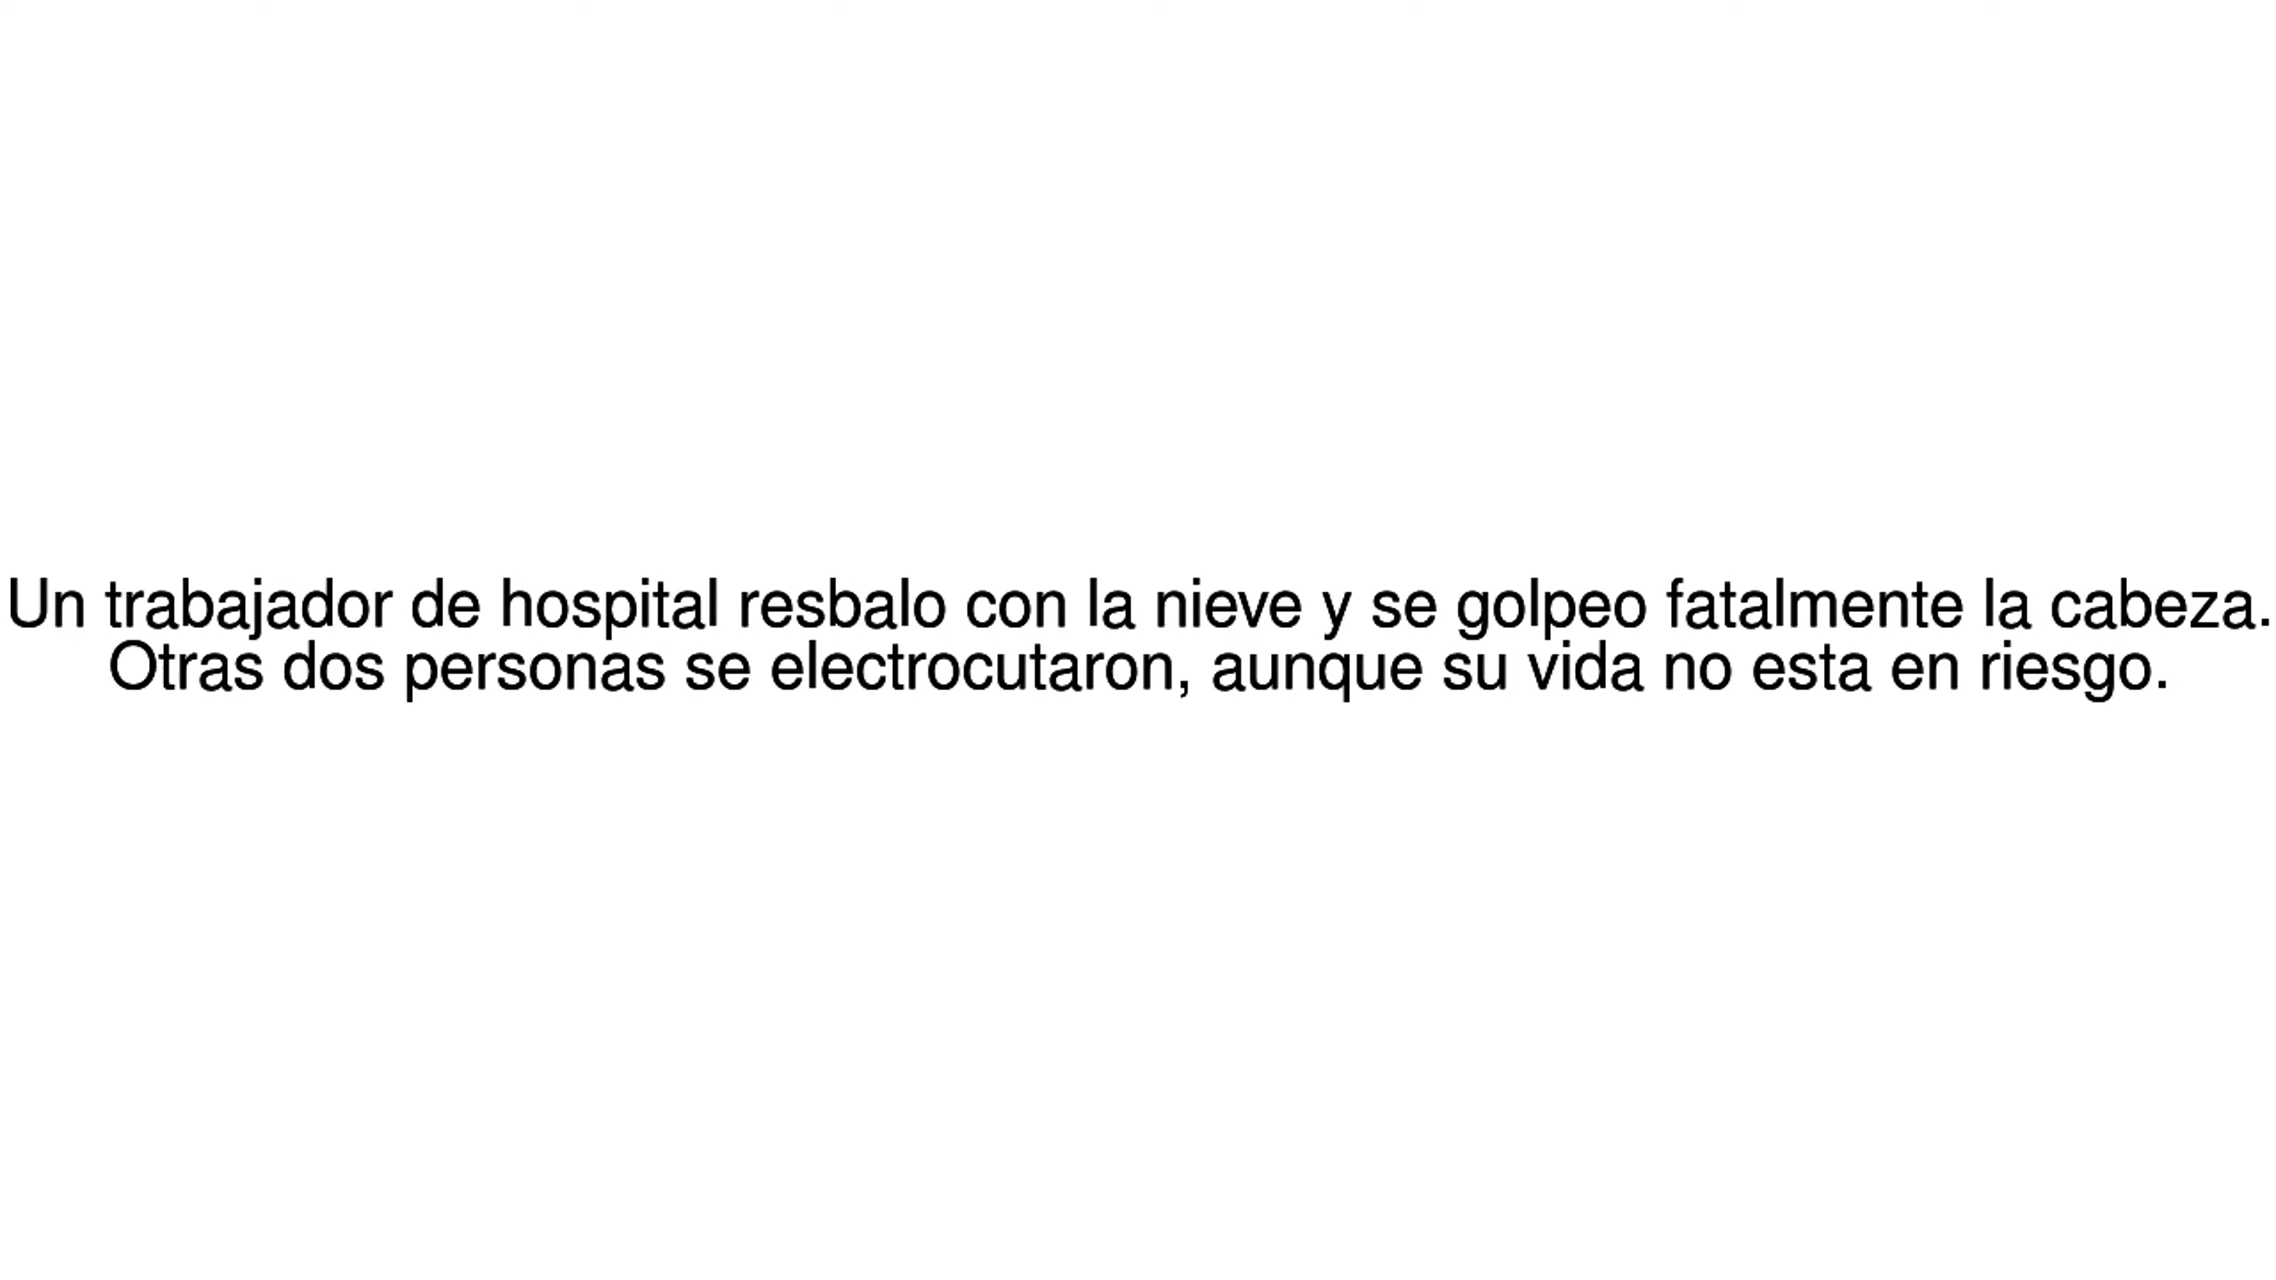 Un trabajador de hospital resbalo con la nieve y se golpeo fatalmente la cabeza.
Otras dos personas se electrocutaron, aunque su vida no esta en riesgo.